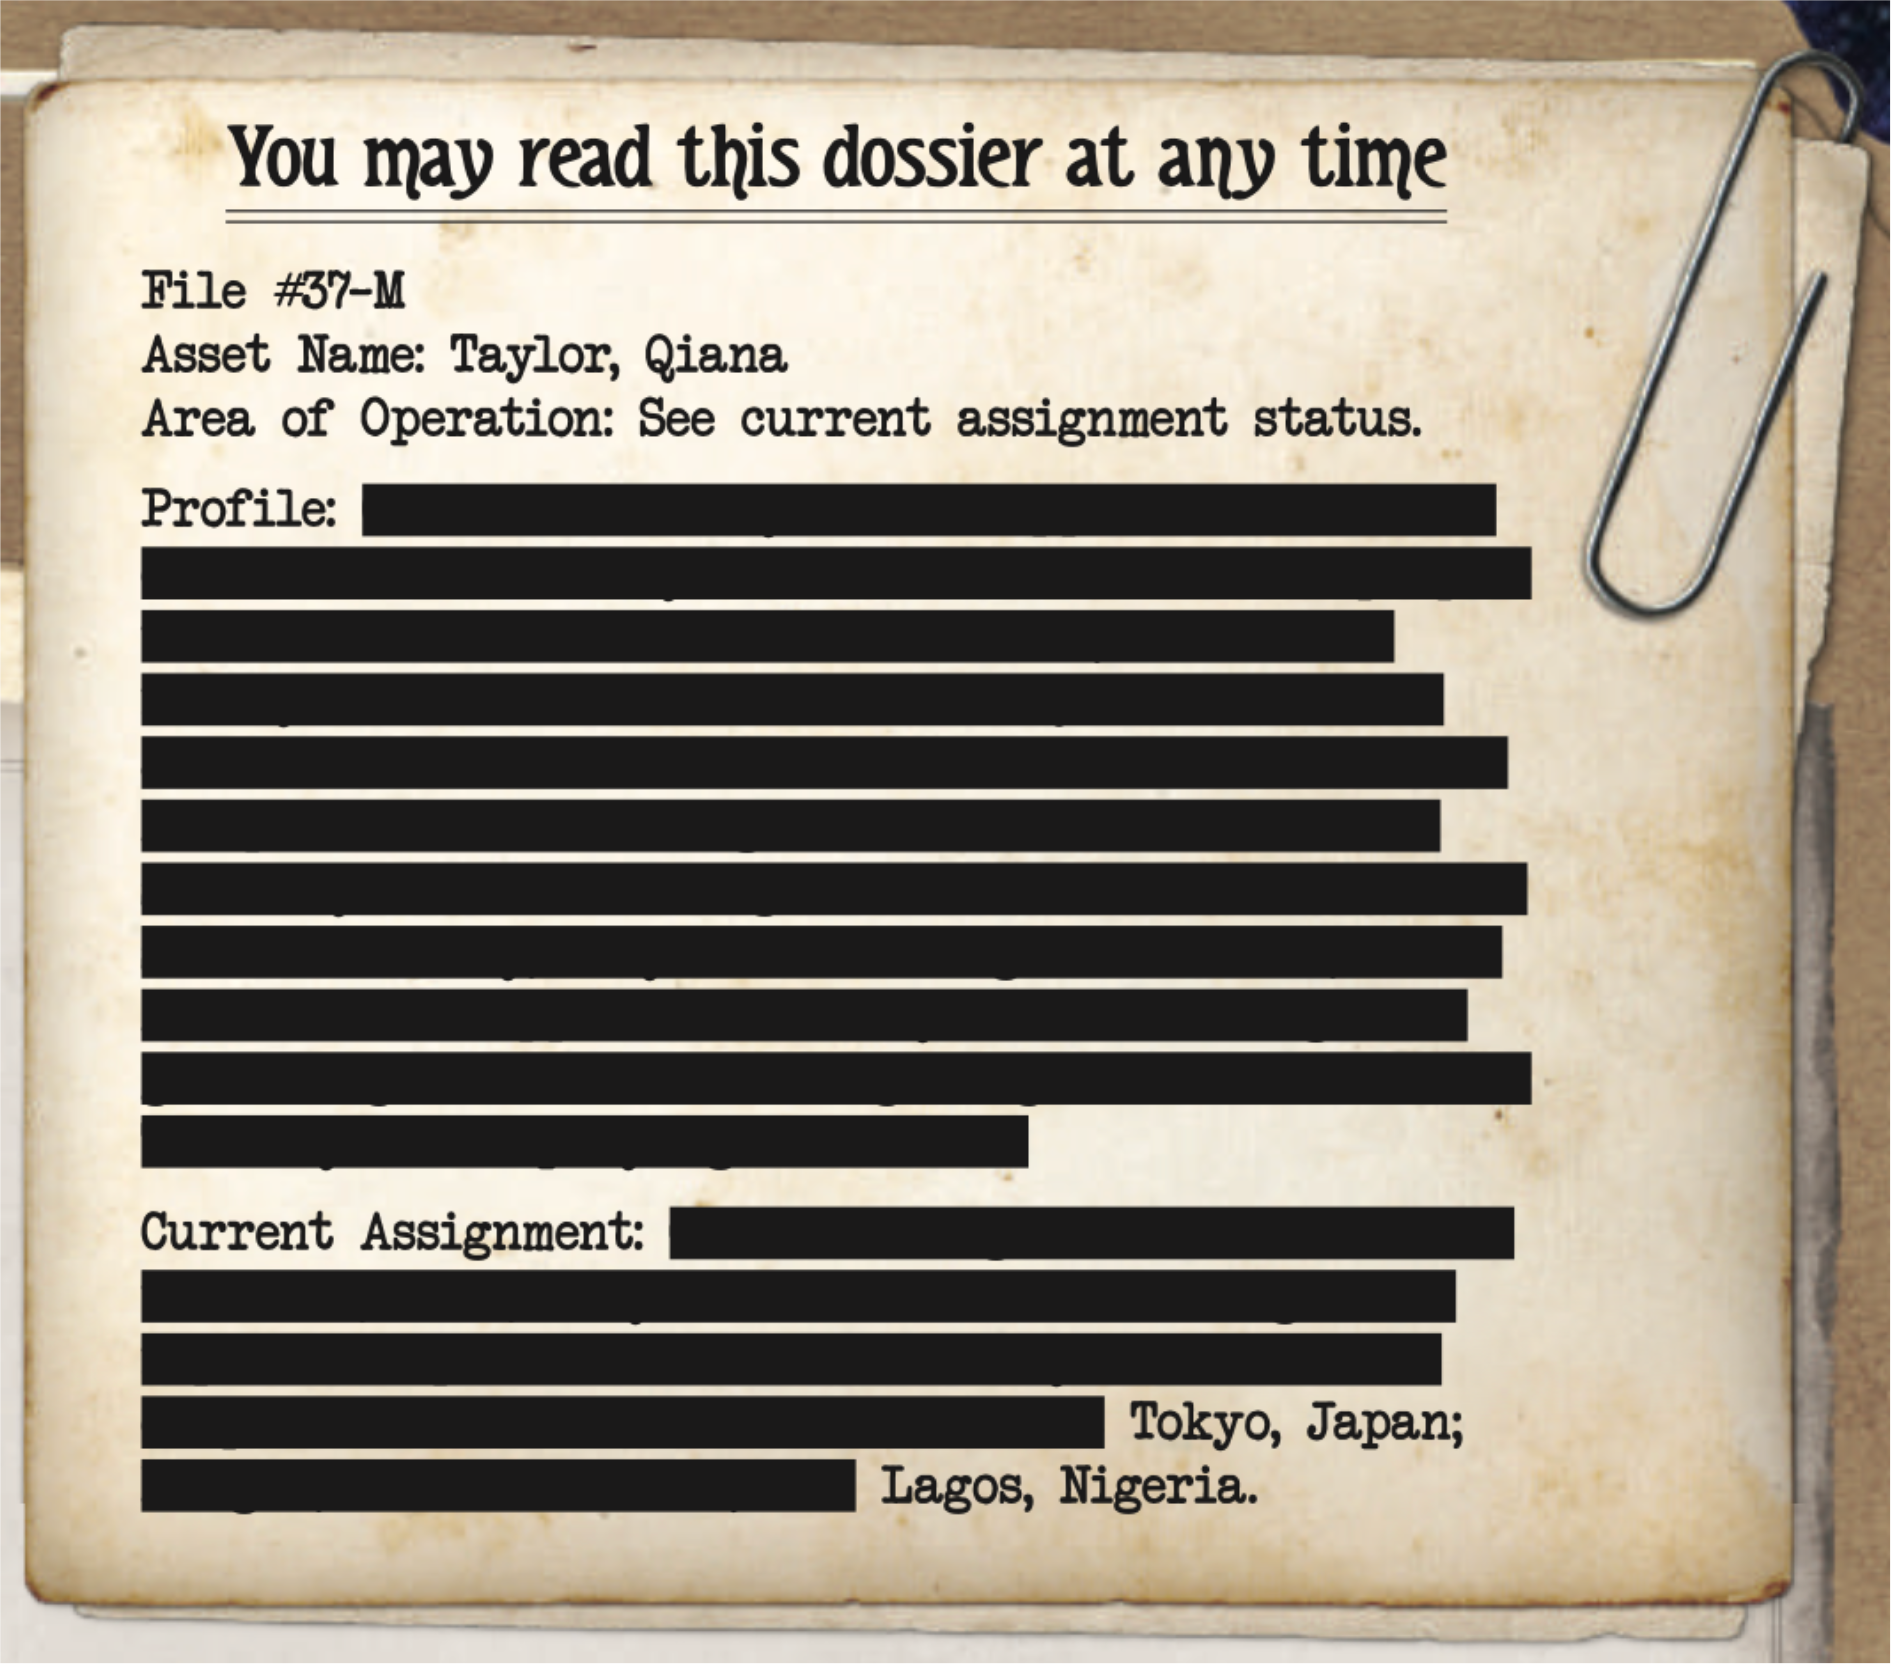 You may read this dossier at any time
File #37-M
Asset Name: Taylor, Qiana
Area of Operation: See current assignment status.
Profile:
Current Assignment:
Tokyo, Japan;
Lagos, Nigeria.